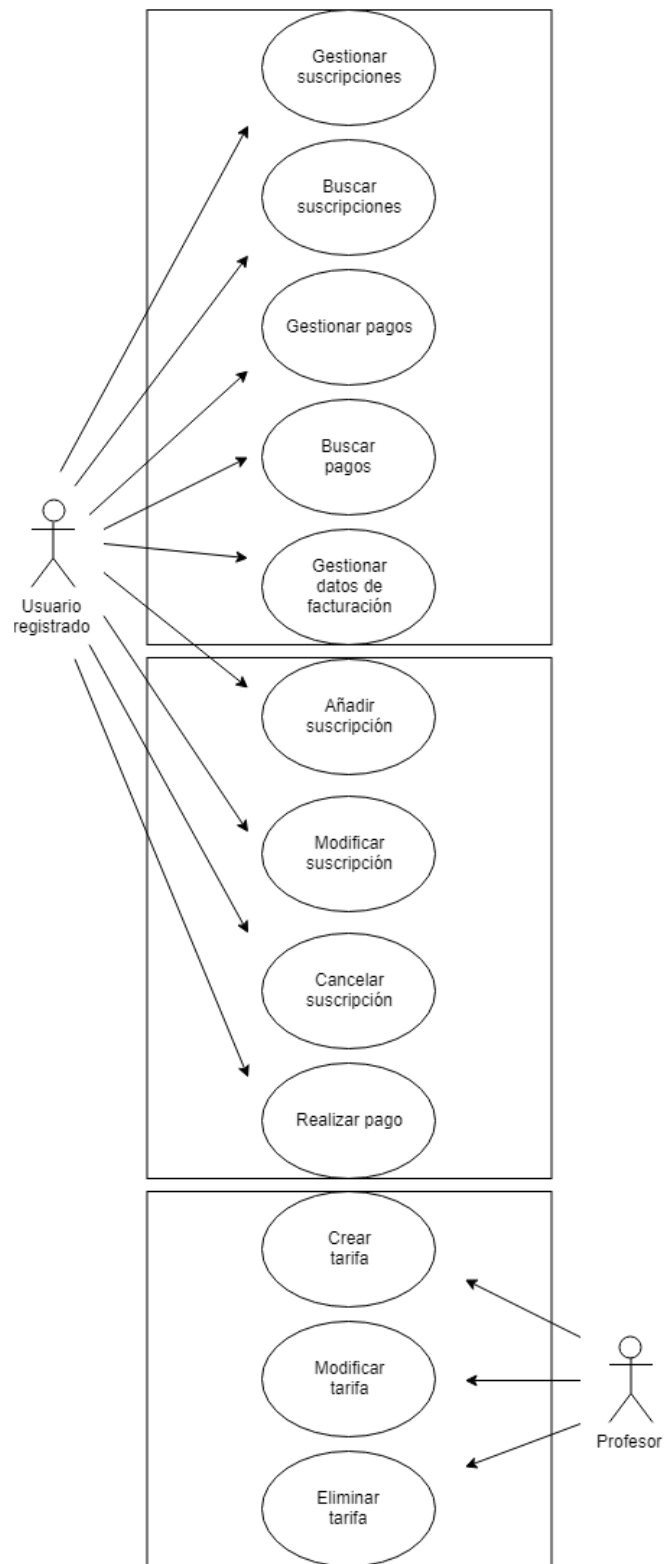 Gestionar
suscripciones
Buscar
suscripciones
Gestionar pagos
Buscar
pagos
Gestionar
datos de
facturación
Usuario
registrado
Añadir
suscripción
Modificar
suscripción
Cancelar
suscripción
Realizar pago
Crear
tarifa
Modificar
tarifa
Profesor
Eliminar
tarifa